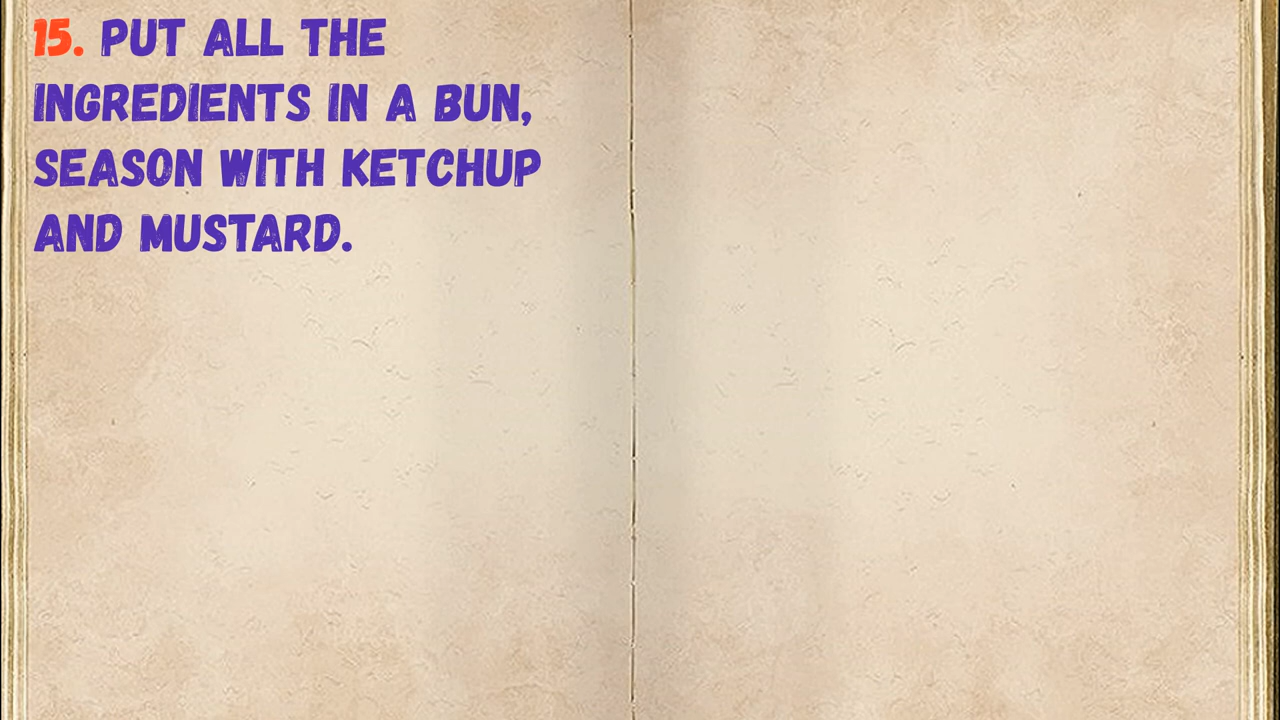 15. PUT ALL THE
INGREDIENTS IN A BUN,
SEASON WITH KETCHUP
AND MUSTARD.